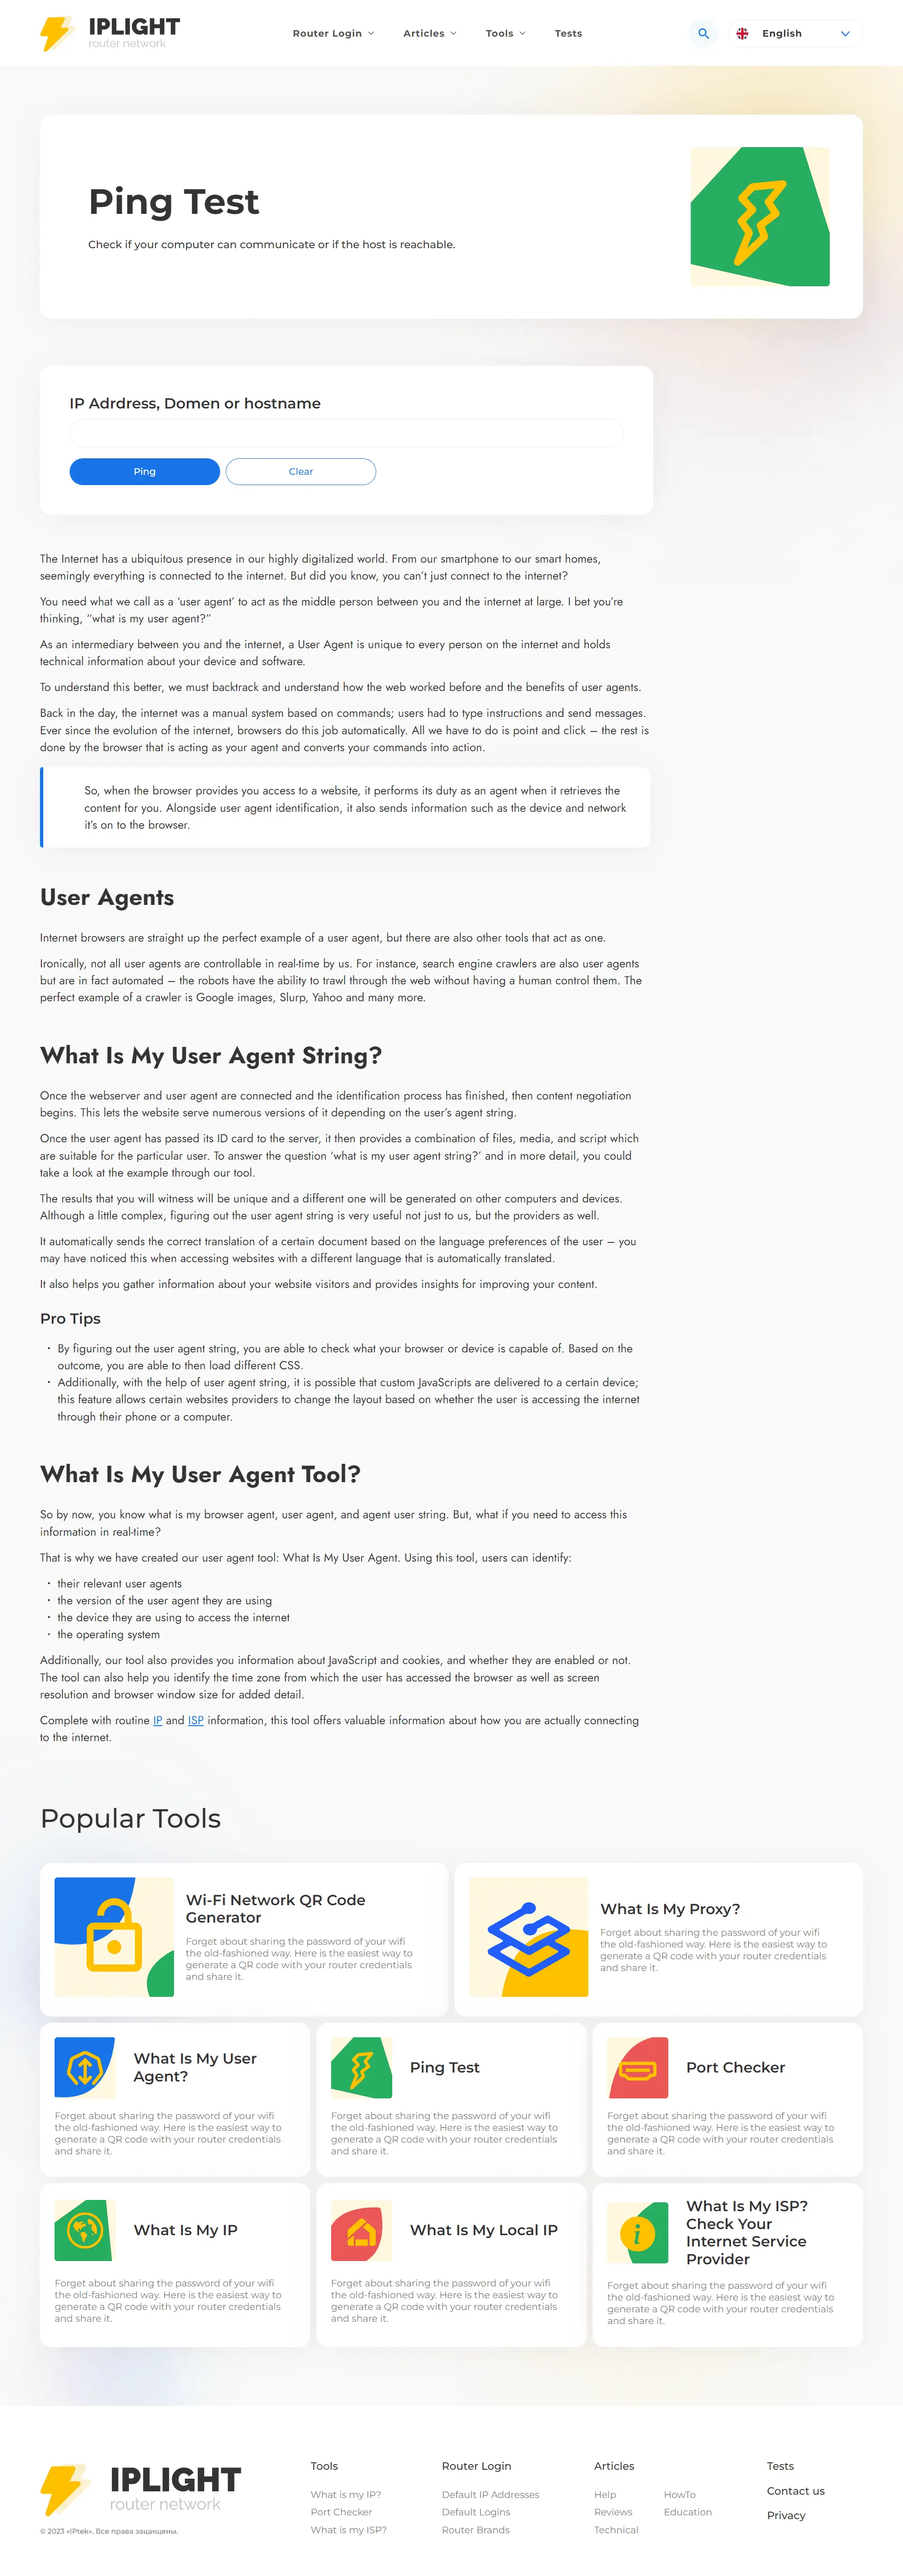 IPLIGHT
router network
Router Login
Articles
Tools
Tests
English
Ping Test
Check if your computer can communicate or if the host is reachable.
IP Adrdress, Domen or hostname
Ping
Clear
The Internet has a ubiquitous presence in our highly digitalized world. From our smartphone to our smart homes,
seemingly everything is connected to the internet. But did you know, you can’t just connect to the internet?
You need what we call as a ‘user agent’ to act as the middle person between you and the internet at large. I bet you’re
thinking, “what is my user agent?”
As an intermediary between you and the internet, a User Agent is unique to every person on the internet and holds
technical information about your device and software.
To understand this better, we must backtrack and understand how the web worked before and the benefits of user agents.
Back in the day, the internet was a manual system based on commands; users had to type instructions and send messages.
Ever since the evolution of the internet, browsers do this job automatically. All we have to do is point and click – the rest is
done by the browser that is acting as your agent and converts your commands into action.
So, when the browser provides you access to a website, it performs its duty as an agent when it retrieves the
content for you. Alongside user agent identification, it also sends information such as the device and network
it’s on to the browser.
User Agents
Internet browsers are straight up the perfect example of a user agent, but there are also other tools that act as one.
Ironically, not all user agents are controllable in real-time by us. For instance, search engine crawlers are also user agents
but are in fact automated – the robots have the ability to trawl through the web without having a human control them. The
perfect example of a crawler is Google images, Slurp, Yahoo and many more.
What Is My User Agent String?
Once the webserver and user agent are connected and the identification process has finished, then content negotiation
begins. This lets the website serve numerous versions of it depending on the user’s agent string.
Once the user agent has passed its ID card to the server, it then provides a combination of files, media, and script which
are suitable for the particular user. To answer the question ‘what is my user agent string?’ and in more detail, you could
take a look at the example through our tool.
The results that you will witness will be unique and a different one will be generated on other computers and devices.
Although a little complex, figuring out the user agent string is very useful not just to us, but the providers as well.
It automatically sends the correct translation of a certain document based on the language preferences of the user – you
may have noticed this when accessing websites with a different language that is automatically translated.
It also helps you gather information about your website visitors and provides insights for improving your content.
Pro Tips
• By figuring out the user agent string, you are able to check what your browser or device is capable of. Based on the
outcome, you are able to then load different CSS.
• Additionally, with the help of user agent string, it is possible that custom JavaScripts are delivered to a certain device;
this feature allows certain websites providers to change the layout based on whether the user is accessing the internet
through their phone or a computer.
What Is My User Agent Tool?
So by now, you know what is my browser agent, user agent, and agent user string. But, what if you need to access this
information in real-time?
That is why we have created our user agent tool: What Is My User Agent. Using this tool, users can identify:
• their relevant user agents
• the version of the user agent they are using
• the device they are using to access the internet
• the operating system
Additionally, our tool also provides you information about JavaScript and cookies, and whether they are enabled or not.
The tool can also help you identify the time zone from which the user has accessed the browser as well as screen
resolution and browser window size for added detail.
Complete with routine IP and ISP information, this tool offers valuable information about how you are actually connecting
to the internet.
Popular Tools
Wi-Fi Network QR Code
Generator
Forget about sharing the password of your wifi
the old-fashioned way. Here is the easiest way to
generate a QR code with your router credentials
and share it.
What Is My Proxy?
Forget about sharing the password of your wifi
the old-fashioned way. Here is the easiest way to
generate a QR code with your router credentials
and share it.
What Is My User
Agent?
Forget about sharing the password of your wifi
the old-fashioned way. Here is the easiest way to
generate a QR code with your router credentials
and share it.
Ping Test
Forget about sharing the password of your wifi
the old-fashioned way. Here is the easiest way to
generate a QR code with your router credentials
and share it.
Port Checker
Forget about sharing the password of your wifi
the old-fashioned way. Here is the easiest way to
generate a QR code with your router credentials
and share it.
What Is My IP
Forget about sharing the password of your wifi
the old-fashioned way. Here is the easiest way to
generate a QR code with your router credentials
and share it.
What Is My Local IP
Forget about sharing the password of your wifi
the old-fashioned way. Here is the easiest way to
generate a QR code with your router credentials
and share it.
What Is My ISP?
Check Your
Internet Service
Provider
Forget about sharing the password of your wifi
the old-fashioned way. Here is the easiest way to
generate a QR code with your router credentials
and share it.
IPLIGHT
router network
© 2023 «IPtek». Все права защищены.
Tools
What is my IP?
Port Checker
What is my ISP?
Router Login
Default IP Addresses
Default Logins
Router Brands
Articles
Help
Reviews
Technical
HowTo
Education
Tests
Contact us
Privacy